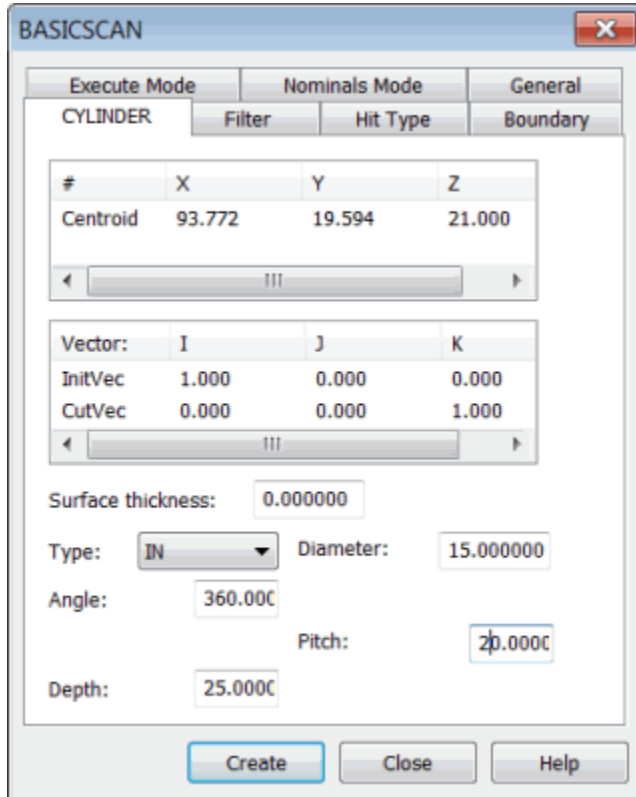 BASICSCAN
Execute Mode Nominals Mode General
CYLINDER Filter Hit Type Boundary
# X Y Z
Centroid 93.772 19.594 21.000
Vector: I J K
InitVec 1.000 0.000 0.000
CutVec 0.000 0.000 1.000
Surface thickness: 0.000000
Type: IN Diameter: 15.000000
Angle: 360.000
Pitch: 20.0000
Depth: 25.0000
Create Close Help